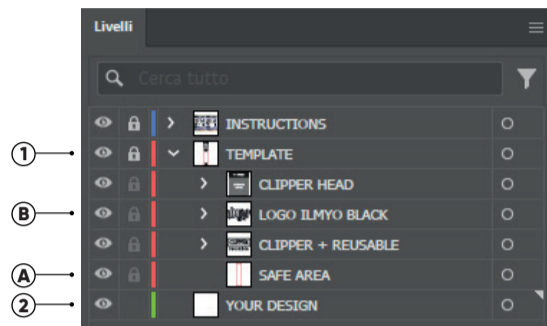 Livelli
Cerca tutto
INSTRUCTIONS
1 TEMPLATE
CLIPPER HEAD
B LOGO ILMYO BLACK
CLIPPER + REUSABLE
A SAFE AREA
2 YOUR DESIGN